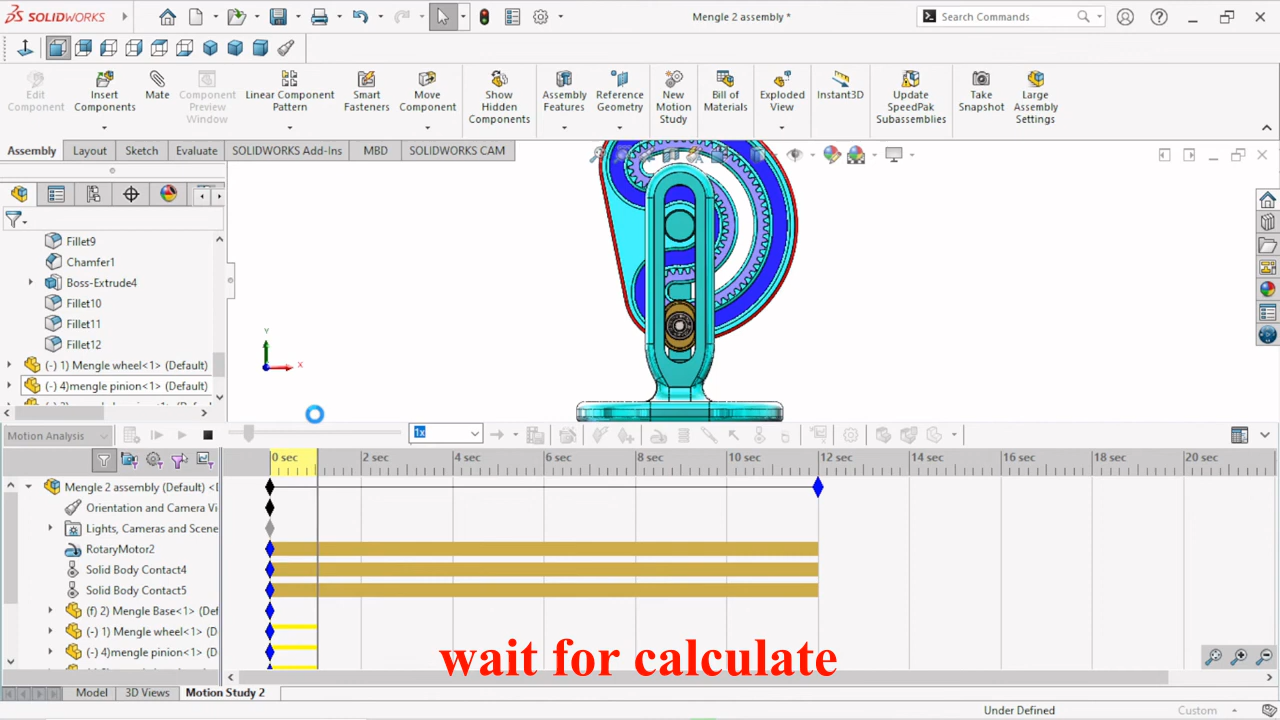 SOLIDWORKS
Mengle 2 assembly *
Search Commands
Edit Component
Insert Components
Mate
Component Preview Window
Linear Component Pattern
Smart Fasteners
Move Component
Show Hidden Components
Assembly Features
Reference Geometry
New Motion Study
Bill of Materials
Exploded View
Instant3D
Update SpeedPak Subassemblies
Take Snapshot
Large Assembly Settings
Assembly Layout Sketch Evaluate SOLIDWORKS Add-Ins MBD SOLIDWORKS CAM
Fillet9
Chamfer1
Boss-Extrude4
Fillet10
Fillet11
Fillet12
(-) 1) Mengle wheel<1> (Default)
(-) 4)mengle pinion<1> (Default)
Y
X
Motion Analysis
1x
0 sec 2 sec 4 sec 6 sec 8 sec 10 sec 12 sec 14 sec 16 sec 18 sec 20 sec
Mengle 2 assembly (Default) <D
Orientation and Camera Vi
Lights, Cameras and Scene
RotaryMotor2
Solid Body Contact4
Solid Body Contact5
(f) 2) Mengle Base<1> (Def
(-) 1) Mengle wheel<1> (D
(-) 4)mengle pinion<1> (D
wait for calculate
Model 3D Views Motion Study 2
Under Defined
Custom